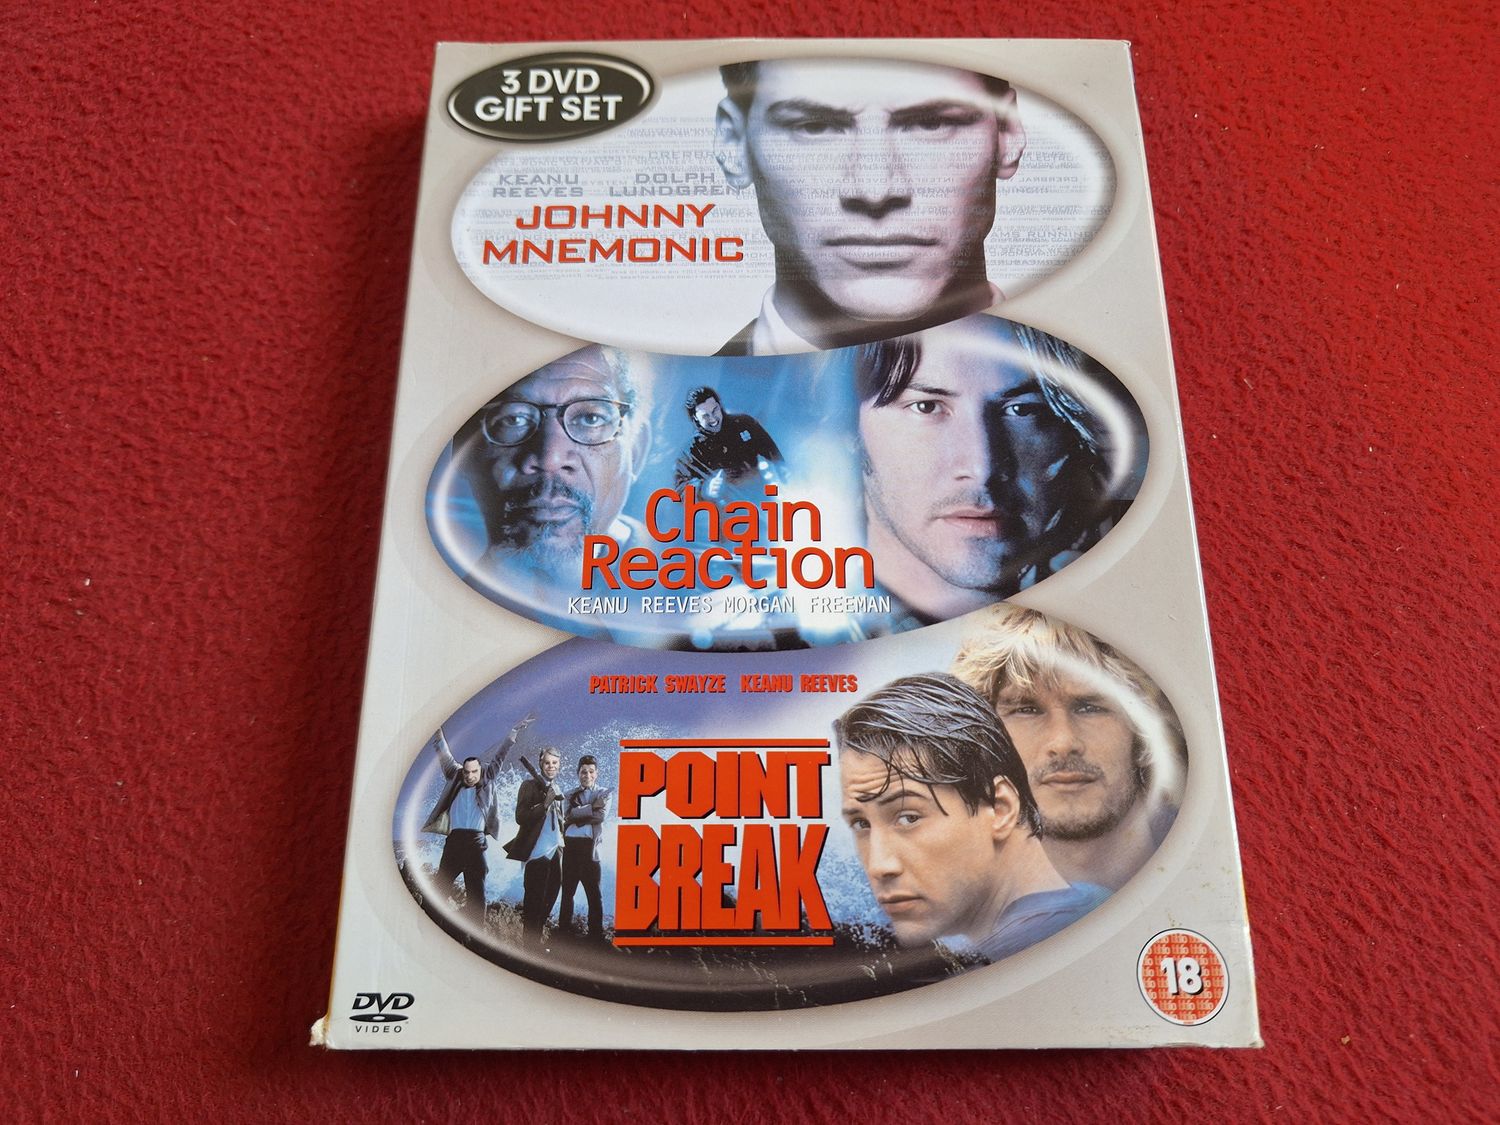 3 DVD
GIFT SET
KEANU
REEVES
DOLPH
LUNDGREN
JOHNNY
MNEMONIC
Chain
Reaction
KEANU REEVES MORGAN FREEMAN
PATRICK SWAYZE KEANU REEVES
POINT
BREAK
DVD
VIDEO
18